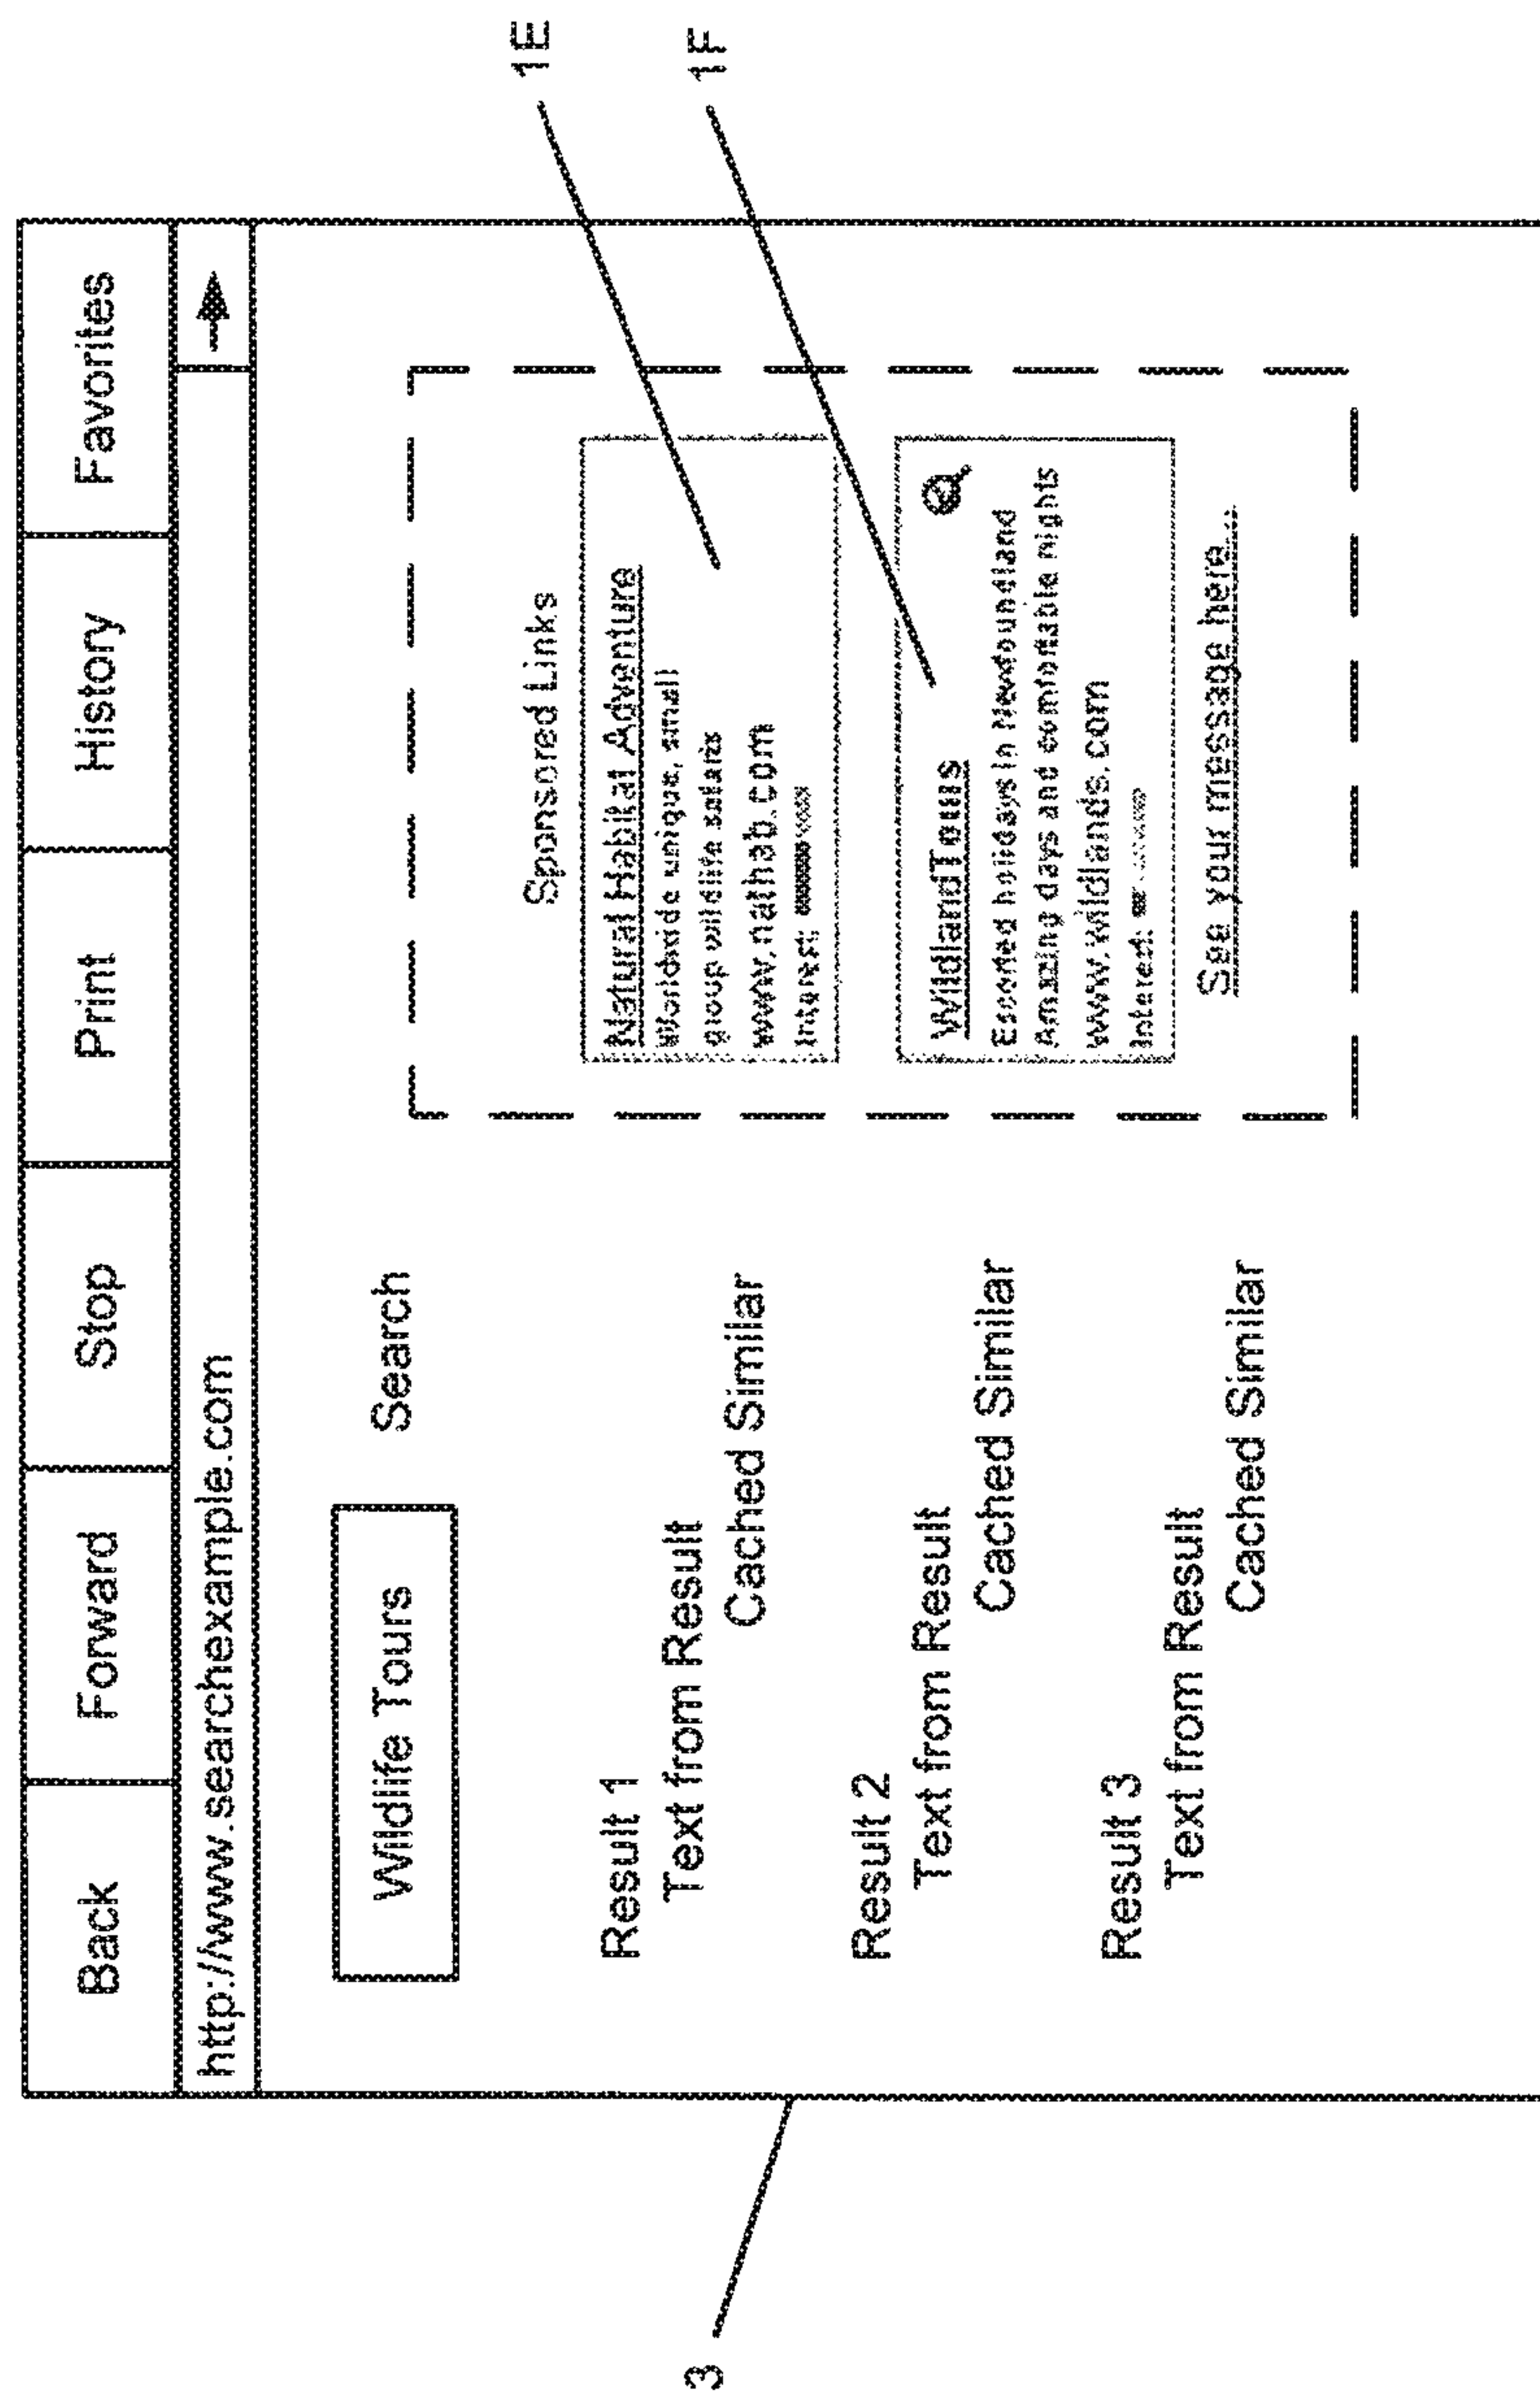 Back Forward Stop Print History Favorites
http://www.searchexample.com
Wildlife Tours Search
Result 1
Text from Result
Cached Similar
Result 2
Text from Result
Cached Similar
Result 3
Text from Result
Cached Similar
Sponsored Links
Natural Habitat Adventure
Worldwide unique, small
group wildlife safaris
www.nathab.com
Interest:
WildlandTours
Escorted holidays in Newfoundland
Amazing days and comfortable nights
www.wildlands.com
Interest:
See your message here...
1E
1F
3